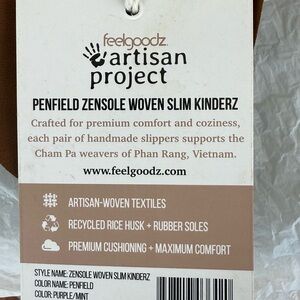 feelgoodz
artisan
project
PENFIELD ZENSOLE WOVEN SLIM KINDERZ
Crafted for premium comfort and coziness,
each pair of handmade slippers supports the
Cham Pa weavers of Phan Rang, Vietnam.
www.feelgoodz.com
ARTISAN-WOVEN TEXTILES
RECYCLED RICE HUSK + RUBBER SOLES
PREMIUM CUSHIONING + MAXIMUM COMFORT
STYLE NAME: ZENSOLE WOVEN SLIM KINDERZ
COLOR NAME: PENFIELD
COLOR: PURPLE/MINT